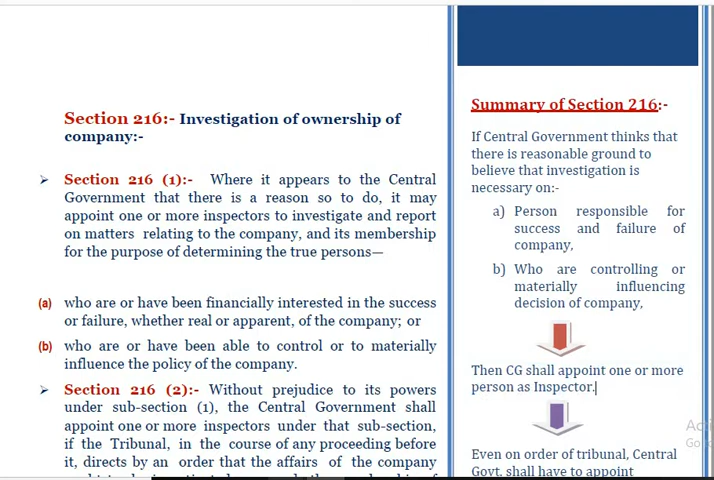 Section 216:- Investigation of ownership of
company:-
Section 216 (1):- Where it appears to the Central
Government that there is a reason so to do, it may
appoint one or more inspectors to investigate and report
on matters relating to the company, and its membership
for the purpose of determining the true persons—
(a) who are or have been financially interested in the success
or failure, whether real or apparent, of the company; or
(b) who are or have been able to control or to materially
influence the policy of the company.
Section 216 (2):- Without prejudice to its powers
under sub-section (1), the Central Government shall
appoint one or more inspectors under that sub-section,
if the Tribunal, in the course of any proceeding before
it, directs by an order that the affairs of the company
Summary of Section 216:-
If Central Government thinks that
there is reasonable ground to
believe that investigation is
necessary on:-
a) Person responsible for
success and failure of
company,
b) Who are controlling or
materially influencing
decision of company,
Then CG shall appoint one or more
person as Inspector.
Even on order of tribunal, Central
Govt. shall have to appoint